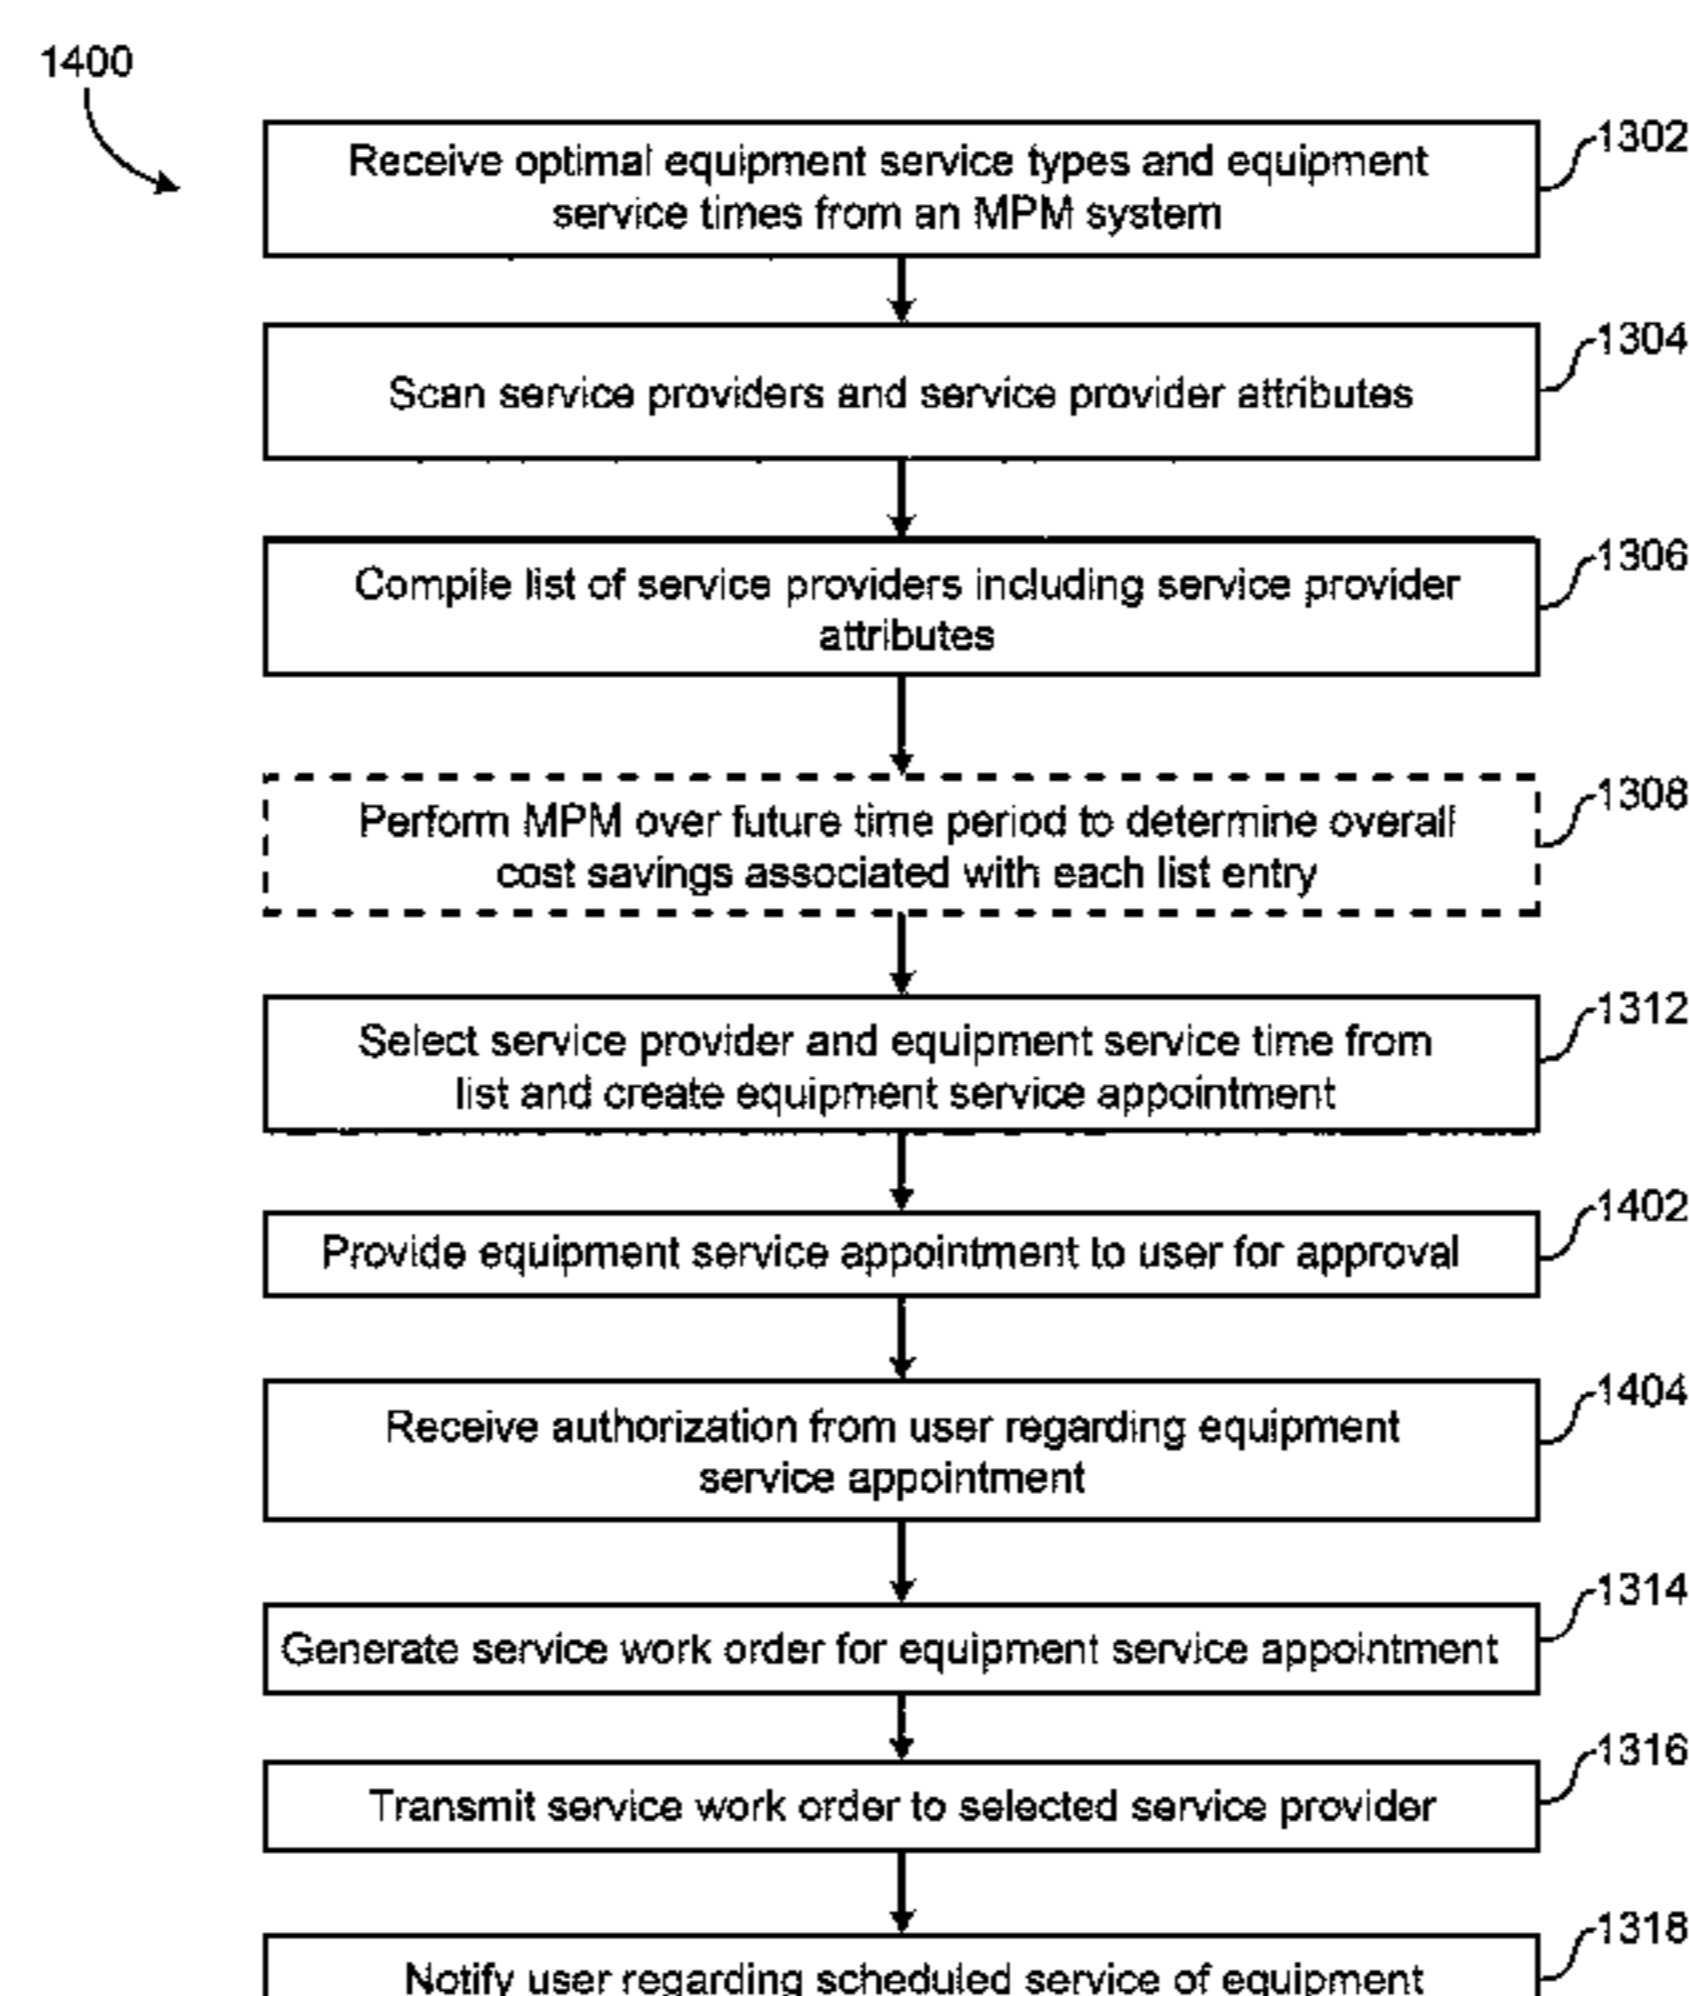 1400
1302
Receive optimal equipment service types and equipment
service times from an MPM system
1304
Scan service providers and service provider attributes
1306
Compile list of service providers including service provider
attributes
1308
Perform MPM over future time period to determine overall
cost savings associated with each list entry
1312
Select service provider and equipment service time from
list and create equipment service appointment
1402
Provide equipment service appointment to user for approval
1404
Receive authorization from user regarding equipment
service appointment
1314
Generate service work order for equipment service appointment
1316
Transmit service work order to selected service provider
1318
Notify user regarding scheduled service of equipment